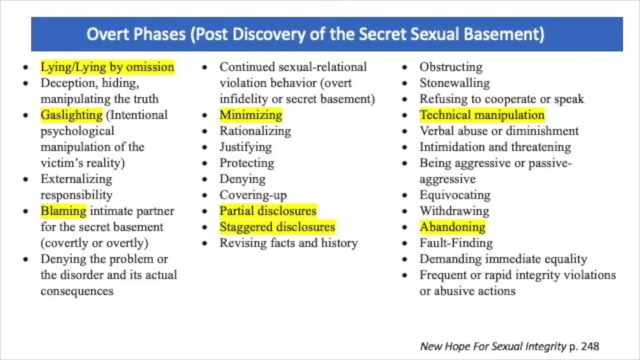 Overt Phases (Post Discovery of the Secret Sexual Basement)
• Lying/Lying by omission
• Deception, hiding,
manipulating the truth
• Gaslighting (Intentional
psychological
manipulation of the
victim's reality)
• Externalizing
responsibility
• Blaming intimate partner
for the secret basement
(covertly or overtly)
• Denying the problem or
the disorder and its actual
consequences
• Continued sexual-relational
violation behavior (overt
infidelity or secret basement)
• Minimizing
• Rationalizing
• Justifying
• Protecting
• Denying
• Covering-up
• Partial disclosures
• Staggered disclosures
• Revising facts and history
• Obstructing
• Stonewalling
• Refusing to cooperate or speak
• Technical manipulation
• Verbal abuse or diminishment
• Intimidation and threatening
• Being aggressive or passive-
aggressive
• Equivocating
• Withdrawing
• Abandoning
• Fault-Finding
• Demanding immediate equality
• Frequent or rapid integrity violations
or abusive actions
New Hope For Sexual Integrity p. 248